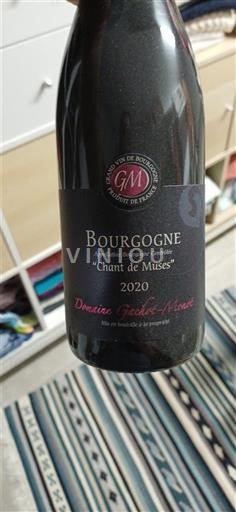 GRAND VIN DE BOURGOGNE
GM
PRODUIT DE FRANCE
BOURGOGNE
VINIOU
"Chant de Muses"
2020
Domaine Gachot-Monot
Mis en bouteille à la propriété